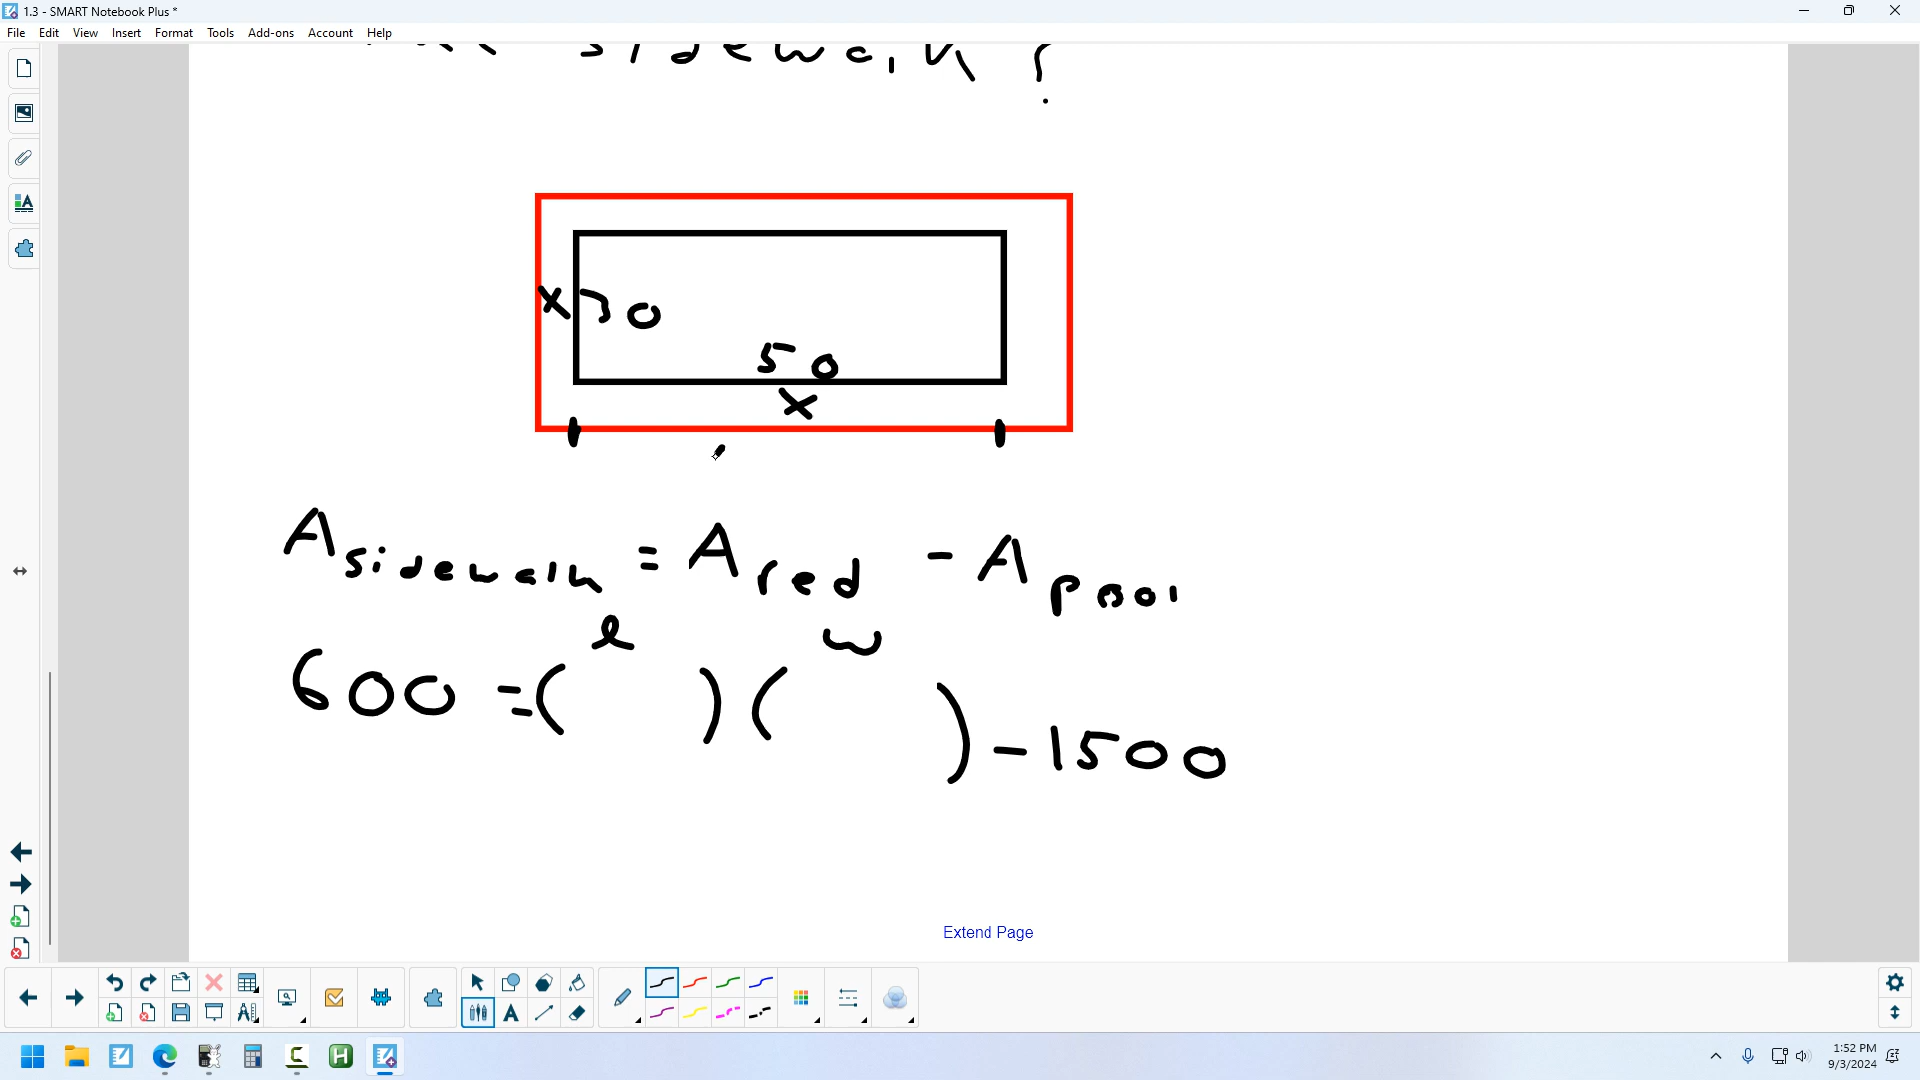 1.3 - SMART Notebook Plus *
File Edit View Insert Format Tools Add-ons Account Help
sidewalk ?
x 30
50
x
A sidewalk = A red - A pool
l w
600 = ( ) ( ) - 1500
Extend Page
1:52 PM
9/3/2024